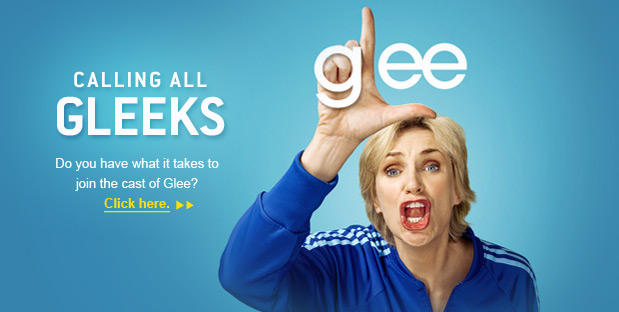 CALLING ALL
GLEEKS
Do you have what it takes to
join the cast of Glee?
Click here.
glee